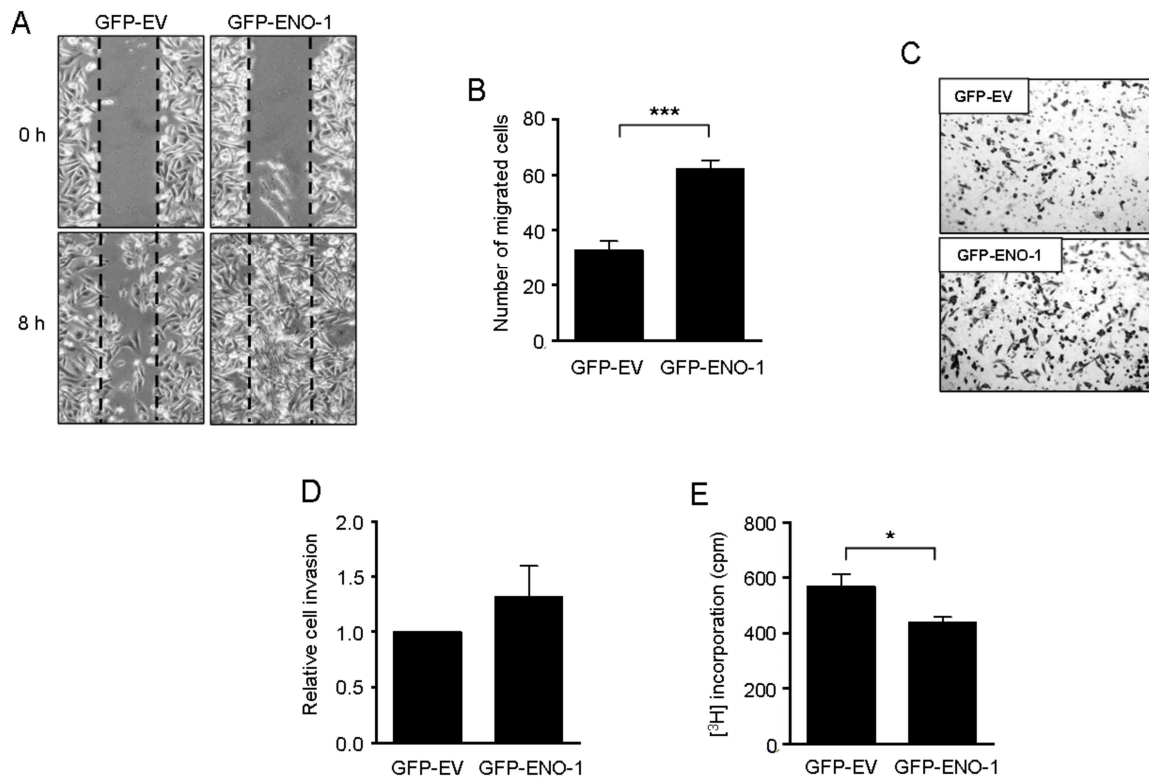 A
GFP-EV GFP-ENO-1
0 h
8 h
B
Number of migrated cells
80
60
40
20
0
***
GFP-EV GFP-ENO-1
C
GFP-EV
GFP-ENO-1
D
Relative cell invasion
2.0
1.5
1.0
0.5
0.0
GFP-EV GFP-ENO-1
E
[³H] incorporation (cpm)
800
600
400
200
0
*
GFP-EV GFP-ENO-1